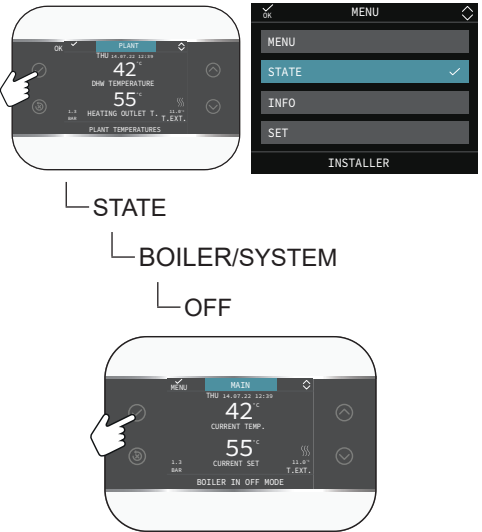 OK PLANT
THU 14.07.22 12:39
42°C
DHW TEMPERATURE
55°C
1.3 HEATING OUTLET T. 11.8°
BAR T.EXT.
PLANT TEMPERATURES
OK MENU
MENU
STATE
INFO
SET
INSTALLER
STATE
BOILER/SYSTEM
OFF
MENU MAIN
THU 14.07.22 12:39
42°C
CURRENT TEMP.
55°C
1.3 CURRENT SET 11.8°
BAR T.EXT.
BOILER IN OFF MODE